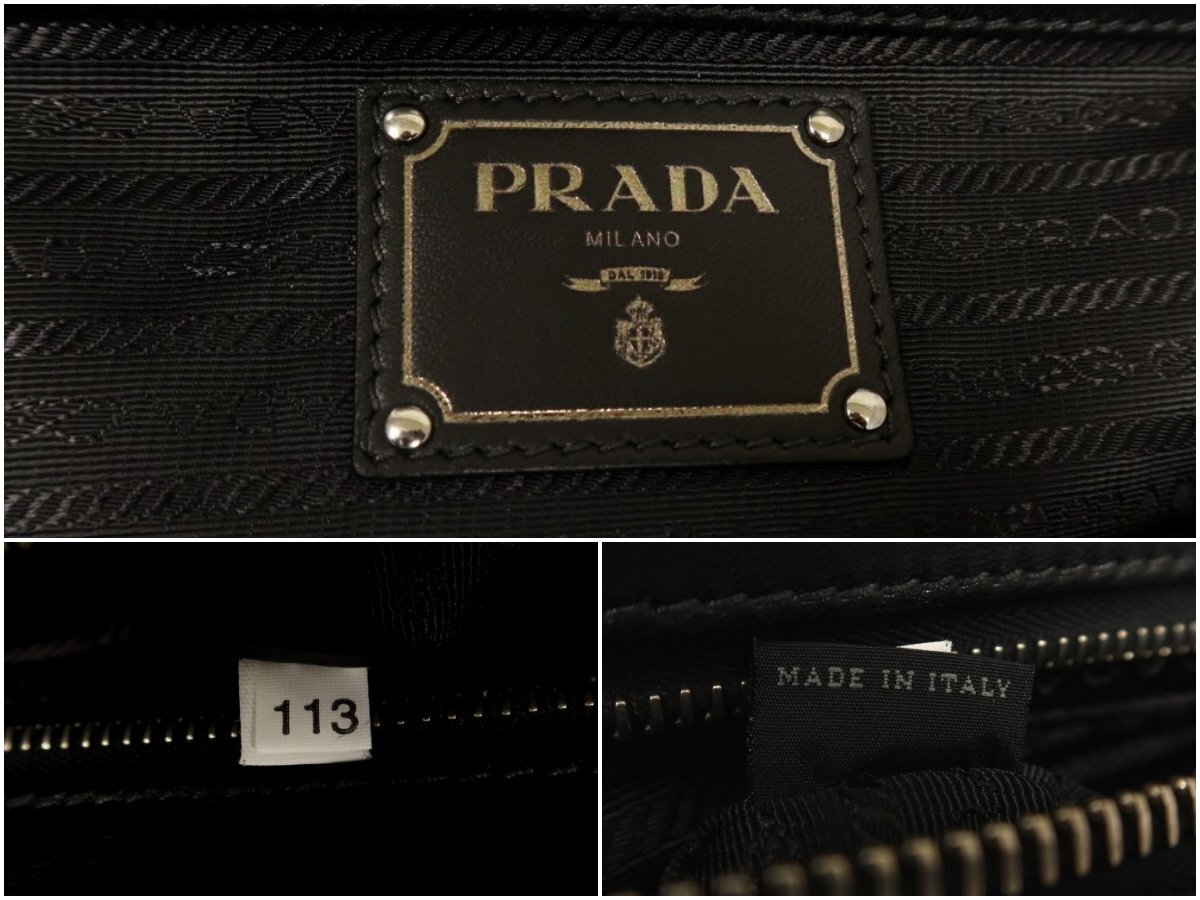 PRADA
MILANO
DAL 1913
113
MADE IN ITALY